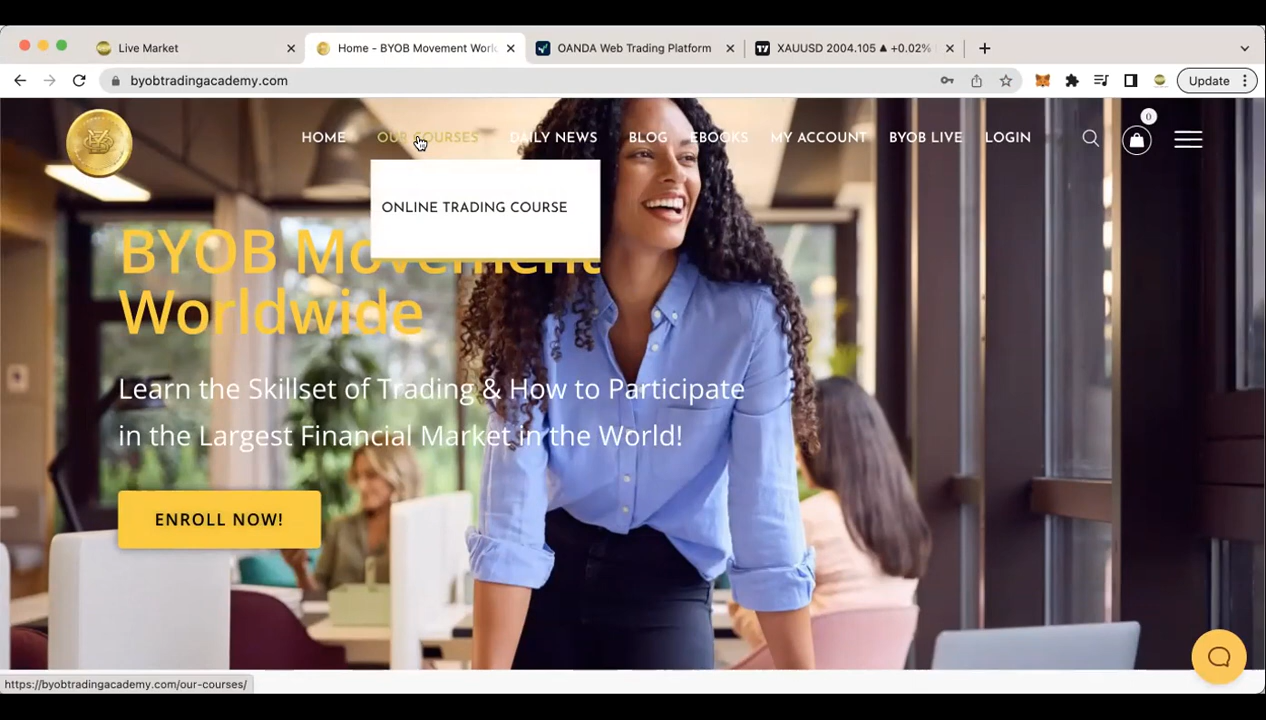 Live Market
Home - BYOB Movement Worl
OANDA Web Trading Platform
XAUUSD 2004.105 ▲ +0.02%
byobtradingacademy.com
Update
0
HOME
OUR COURSES
DAILY NEWS
BLOG
EBOOKS
MY ACCOUNT
BYOB LIVE
LOGIN
ONLINE TRADING COURSE
BYOB Movement
Worldwide
Learn the Skillset of Trading & How to Participate
in the Largest Financial Market in the World!
ENROLL NOW!
https://byobtradingacademy.com/our-courses/